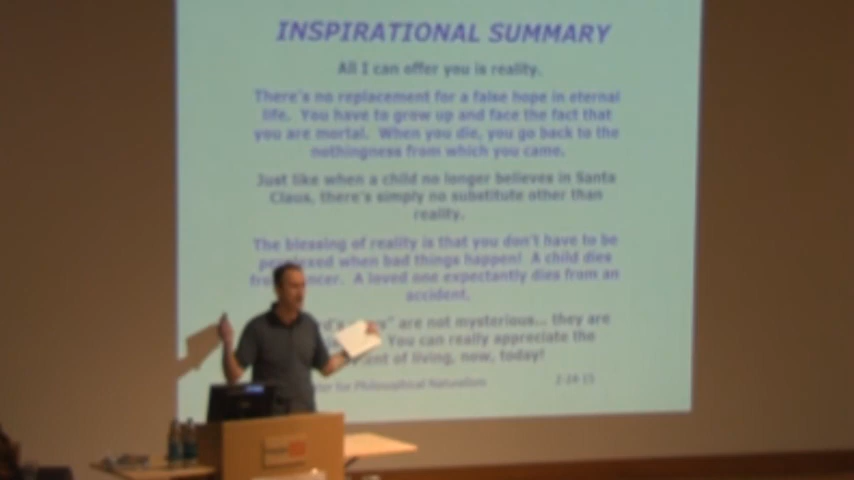 INSPIRATIONAL SUMMARY
All I can offer you is reality.
There's no replacement for a false hope in eternal
life. You have to grow up and face the fact that
you are mortal. When you die, you go back to the
nothingness from which you came.
Just like when a child no longer believes in Santa
Claus, there's simply no substitute other than
reality.
The blessing of reality is that you don't have to be
perplexed when bad things happen! A child dies
cancer. A loved one expectantly dies from an
accident.
are not mysterious... they are
You can really appreciate the
of living, now, today!
for Philosophical Naturalism